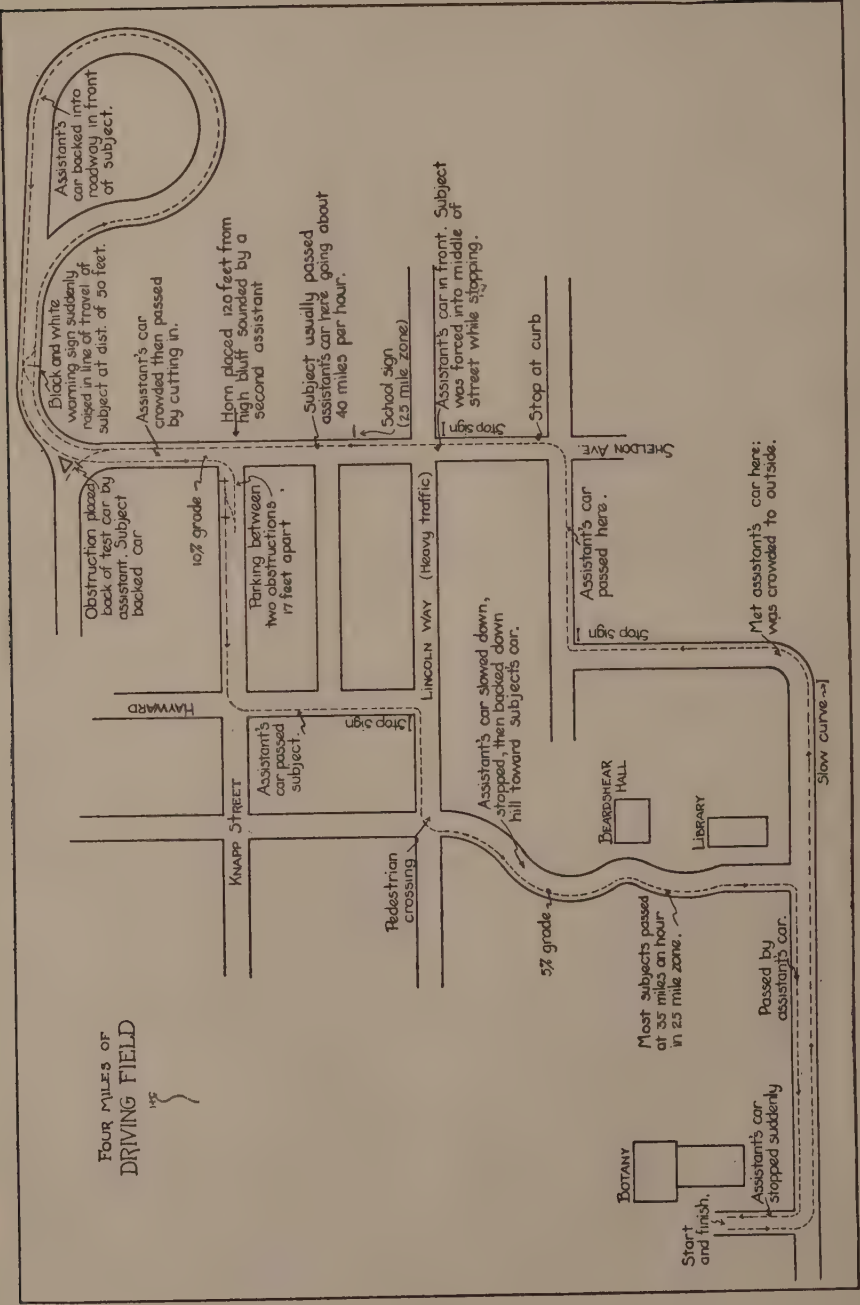 FOUR MILES OF
DRIVING FIELD
Assistant's
car backed into
roadway in front
of subject.
Black and white
warning sign suddenly
raised in line of travel of
subject at dist. of 50 feet.
Obstruction placed
back of test car by
assistant. Subject
backed car
Assistant's car
crowded then passed
by cutting in.
10% grade
Horn placed 120 feet from
high bluff sounded by a
second assistant
Parking between
two obstructions
17 feet apart
Subject usually passed
assistant's car here going about
40 miles per hour.
School sign
(25 mile zone)
HAYWARD
KNAPP STREET
Assistant's
car passed
subject.
Stop sign
LINCOLN WAY (Heavy traffic)
Assistant's car in front. Subject
was forced into middle of
street while stopping.
Stop sign
Stop at curb
SHELDON AVE.
Pedestrian
crossing
Assistant's car slowed down,
stopped, then backed down
hill toward subject's car.
5% grade
Assistant's car
passed here.
Stop sign
BEARDSHEAR
HALL
LIBRARY
Most subjects passed
at 35 miles an hour
in 25 mile zone.
Met assistant's car here;
was crowded to outside.
Slow curve
Passed by
assistant's car.
BOTANY
Assistant's car
stopped suddenly
Start
and finish.